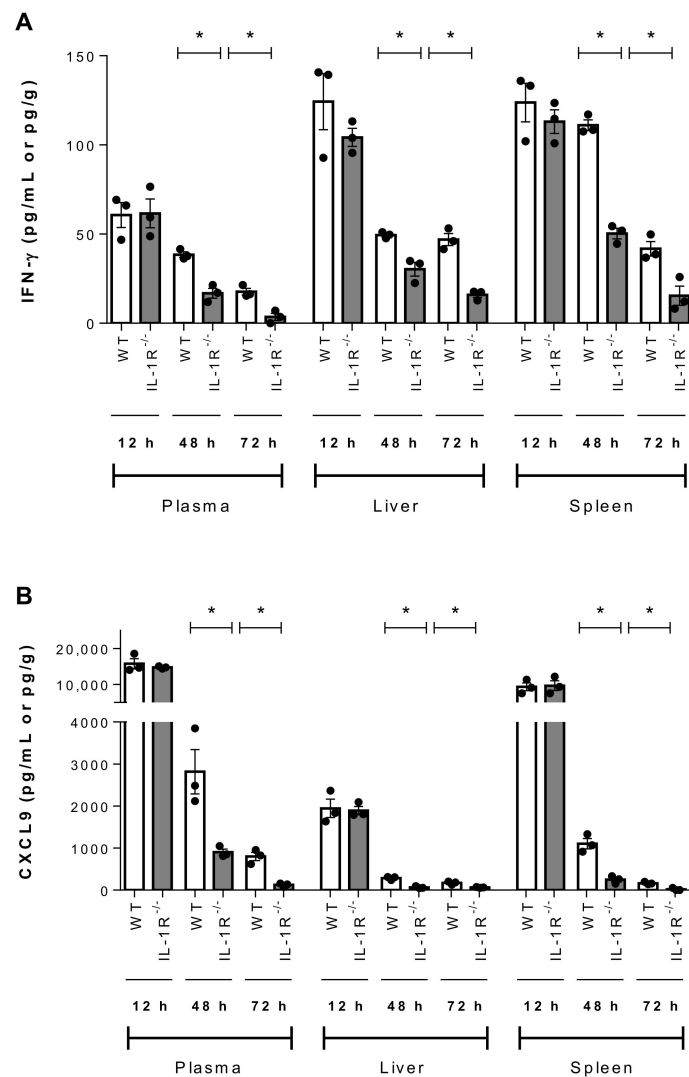 A
* * * * * *
IFN-γ (pg/mL or pg/g)
150
100
50
0
WT IL-1R-/- WT IL-1R-/- WT IL-1R-/- WT IL-1R-/- WT IL-1R-/- WT IL-1R-/- WT IL-1R-/- WT IL-1R-/- WT IL-1R-/-
12 h 48 h 72 h 12 h 48 h 72 h 12 h 48 h 72 h
Plasma Liver Spleen
B
* * * * * *
CXCL9 (pg/mL or pg/g)
20,000
10,000
4000
3000
2000
1000
0
WT IL-1R-/- WT IL-1R-/- WT IL-1R-/- WT IL-1R-/- WT IL-1R-/- WT IL-1R-/- WT IL-1R-/- WT IL-1R-/- WT IL-1R-/-
12 h 48 h 72 h 12 h 48 h 72 h 12 h 48 h 72 h
Plasma Liver Spleen